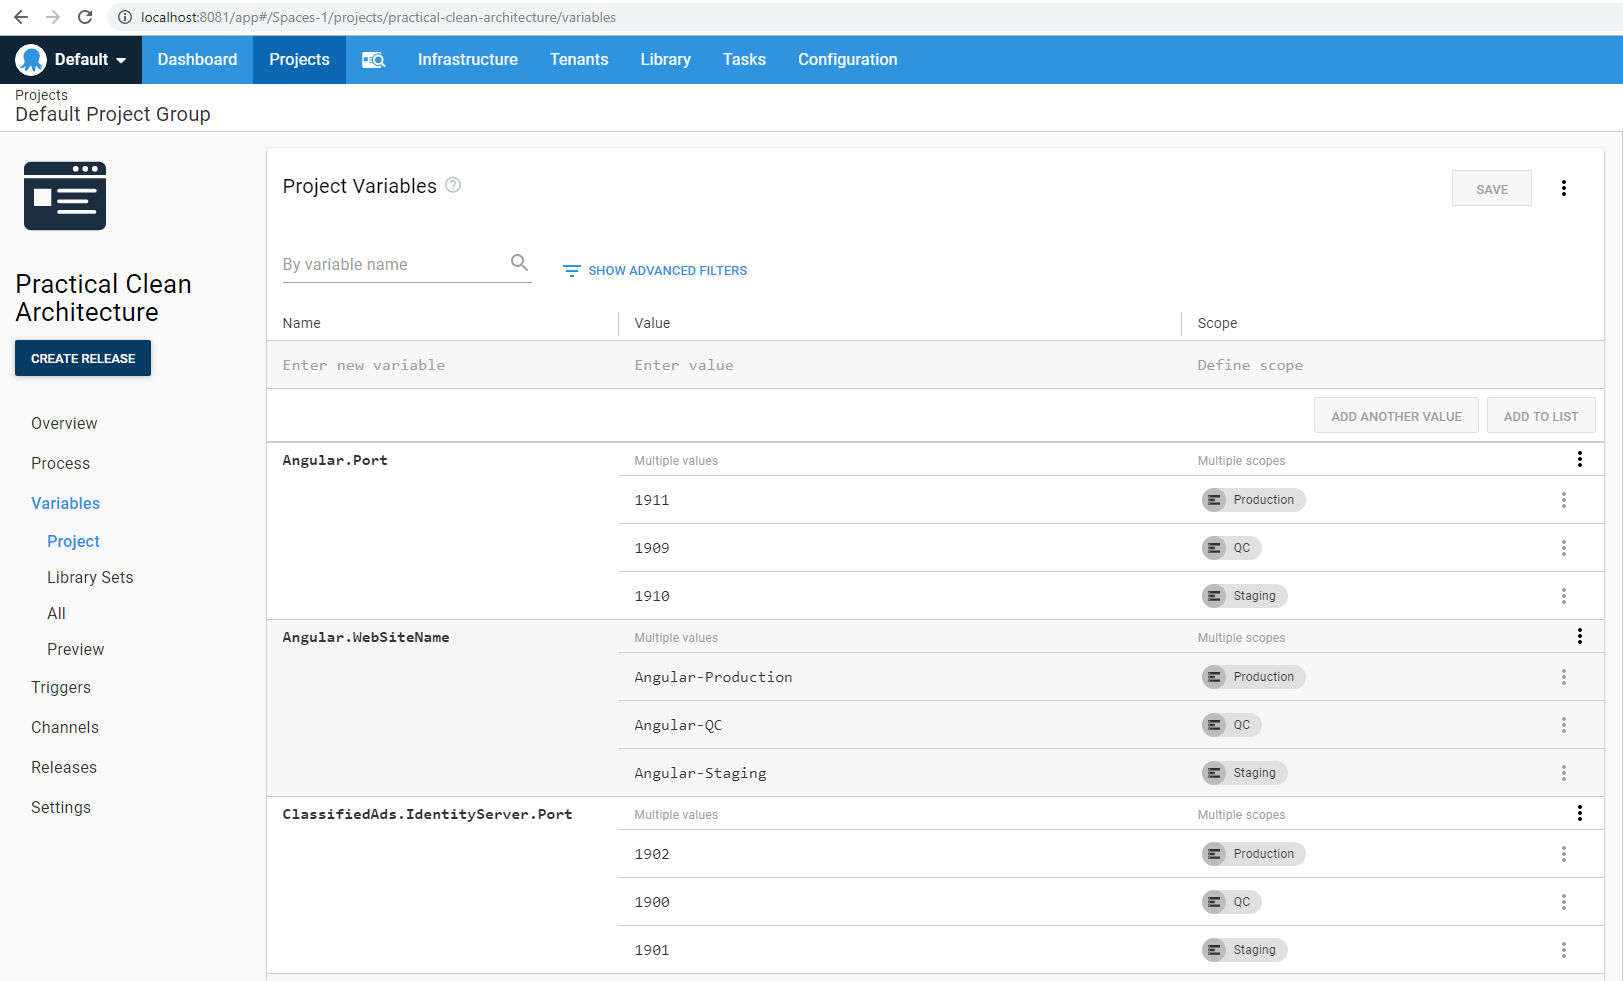 localhost:8081/app#/Spaces-1/projects/practical-clean-architecture/variables
Default Dashboard Projects Infrastructure Tenants Library Tasks Configuration
Projects
Default Project Group
Practical Clean
Architecture
CREATE RELEASE
Overview
Process
Variables
Project
Library Sets
All
Preview
Triggers
Channels
Releases
Settings
Project Variables ?
SAVE
By variable name
SHOW ADVANCED FILTERS
Name Value Scope
Enter new variable Enter value Define scope
ADD ANOTHER VALUE ADD TO LIST
Angular.Port Multiple values Multiple scopes
1911 Production
1909 QC
1910 Staging
Angular.WebSiteName Multiple values Multiple scopes
Angular-Production Production
Angular-QC QC
Angular-Staging Staging
ClassifiedAds.IdentityServer.Port Multiple values Multiple scopes
1902 Production
1900 QC
1901 Staging